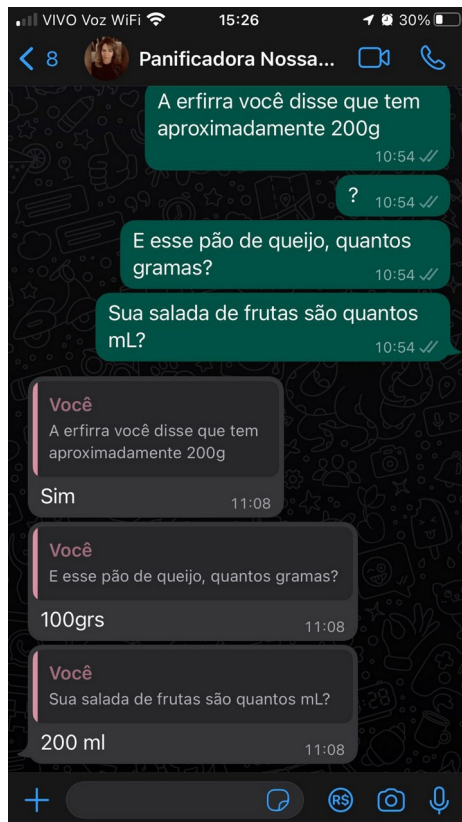 VIVO Voz WiFi 15:26 30%
8 Panificadora Nossa...
A erfirra você disse que tem
aproximadamente 200g
10:54
? 10:54
E esse pão de queijo, quantos
gramas?
10:54
Sua salada de frutas são quantos
mL?
10:54
Você
A erfirra você disse que tem
aproximadamente 200g
Sim
11:08
Você
E esse pão de queijo, quantos gramas?
100grs
11:08
Você
Sua salada de frutas são quantos mL?
200 ml
11:08
R$